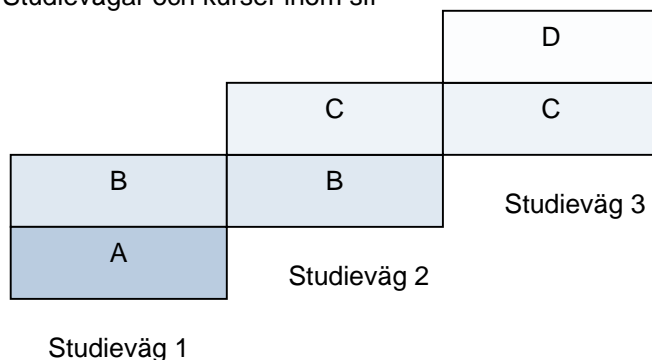 Studievägar och kurser inom sfi
D
C
C
B
B
Studieväg 3
A
Studieväg 2
Studieväg 1